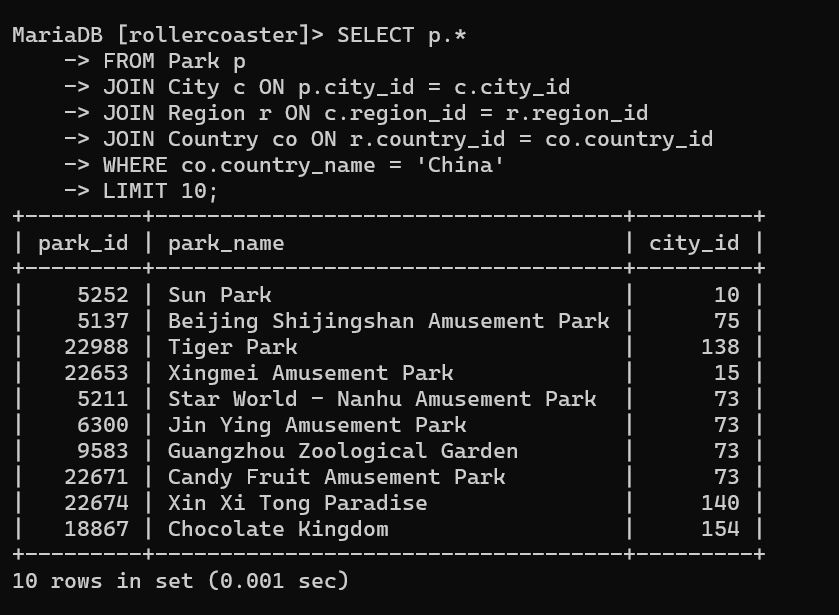 MariaDB [rollercoaster]> SELECT p.*
    -> FROM Park p
    -> JOIN City c ON p.city_id = c.city_id
    -> JOIN Region r ON c.region_id = r.region_id
    -> JOIN Country co ON r.country_id = co.country_id
    -> WHERE co.country_name = 'China'
    -> LIMIT 10;
+---------+------------------------------------+---------+
| park_id | park_name                          | city_id |
+---------+------------------------------------+---------+
|    5252 | Sun Park                           |      10 |
|    5137 | Beijing Shijingshan Amusement Park |      75 |
|   22988 | Tiger Park                         |     138 |
|   22653 | Xingmei Amusement Park             |      15 |
|    5211 | Star World - Nanhu Amusement Park  |      73 |
|    6300 | Jin Ying Amusement Park            |      73 |
|    9583 | Guangzhou Zoological Garden        |      73 |
|   22671 | Candy Fruit Amusement Park         |      73 |
|   22674 | Xin Xi Tong Paradise               |     140 |
|   18867 | Chocolate Kingdom                  |     154 |
+---------+------------------------------------+---------+
10 rows in set (0.001 sec)